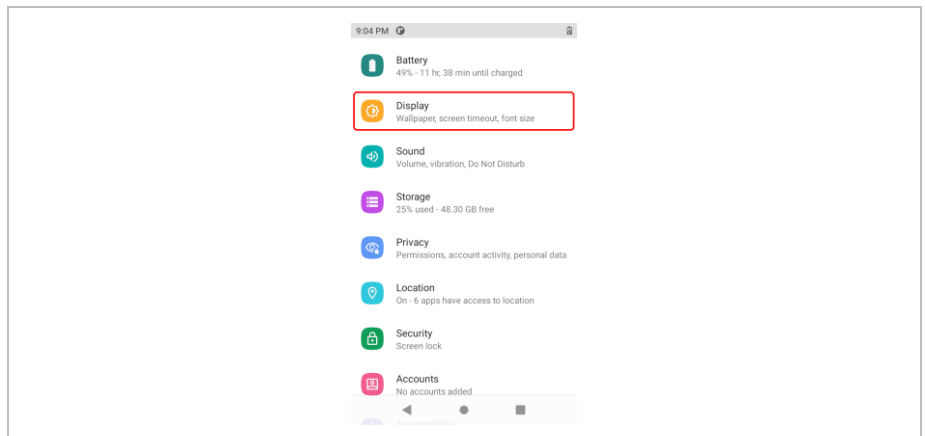 9:04 PM
Battery
49% - 11 hr, 38 min until charged
Display
Wallpaper, screen timeout, font size
Sound
Volume, vibration, Do Not Disturb
Storage
25% used - 48.30 GB free
Privacy
Permissions, account activity, personal data
Location
On - 6 apps have access to location
Security
Screen lock
Accounts
No accounts added